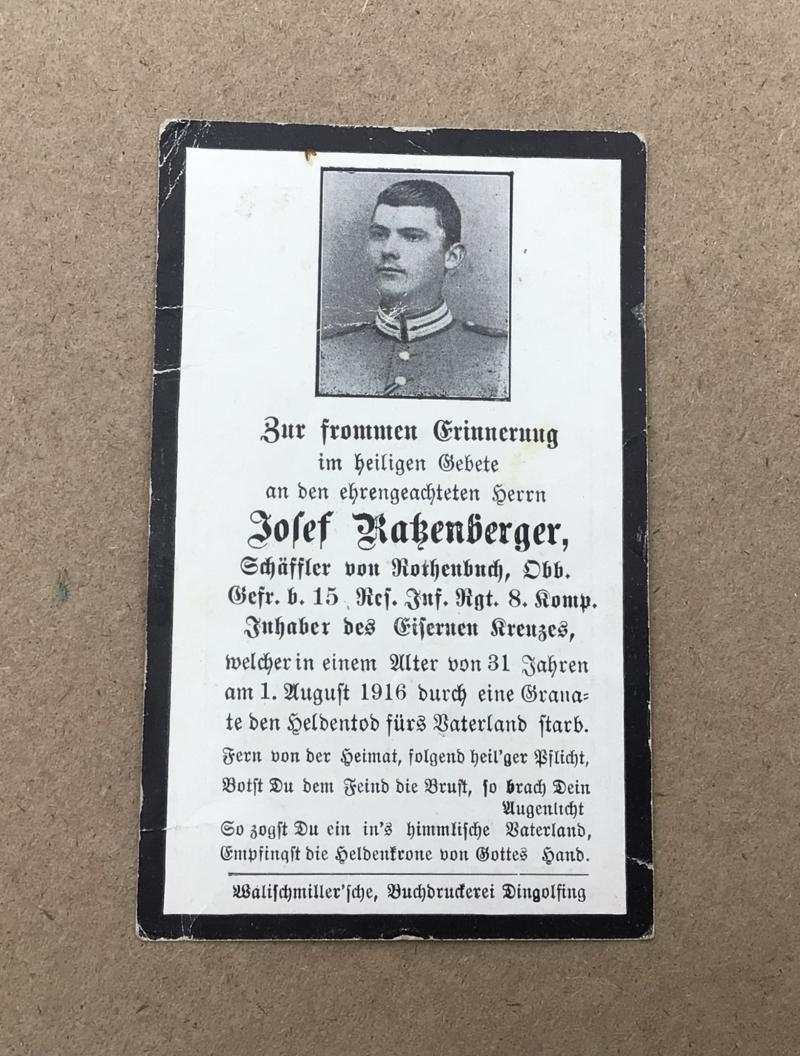 Zur frommen Erinnerung
im heiligen Gebete
an den ehrengeachteten Herrn
Josef Ratzenberger,
Schäffler von Rothenbuch, Obb.
Gefr. b. 15 Res. Inf. Rgt. 8. Komp.
Inhaber des Eisernen Kreuzes,
welcher in einem Alter von 31 Jahren
am 1. August 1916 durch eine Grana=
te den Heldentod fürs Vaterland starb.
Fern von der Heimat, folgend heil'ger Pflicht,
Botst Du dem Feind die Brust, so brach Dein
Augenlicht
So zogst Du ein in's himmlische Vaterland,
Empfingst die Heldenkrone von Gottes Hand.
Walischmiller'sche, Buchdruckerei Dingolfing